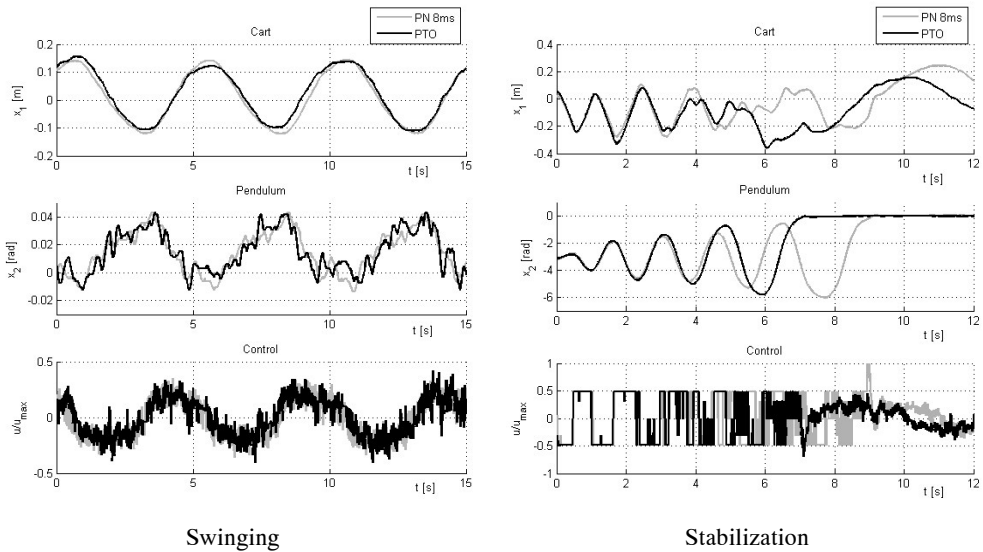 PN 8ms
PTO
Cart
0.2
0.1
0
-0.1
-0.2
x1 [m]
0 5 10 15
t [s]
Pendulum
0.04
0.02
0
-0.02
x2 [rad]
0 5 10 15
t [s]
Control
0.5
0
-0.5
u/umax
0 5 10 15
t [s]
Swinging
PN 8ms
PTO
Cart
0.4
0.2
0
-0.2
-0.4
x1 [m]
0 2 4 6 8 10 12
t [s]
Pendulum
0
-2
-4
-6
x2 [rad]
0 2 4 6 8 10 12
t [s]
Control
1
0.5
0
-0.5
-1
u/umax
0 2 4 6 8 10 12
t [s]
Stabilization